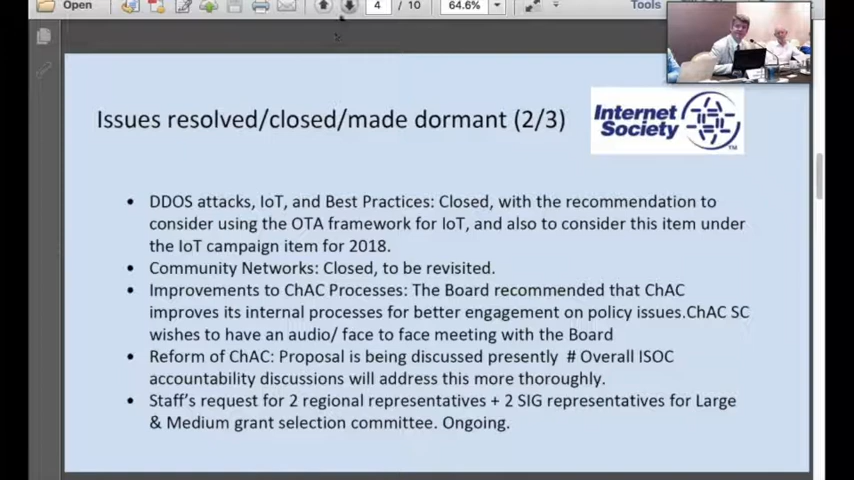 Open
4 / 10
64.6%
Tools
Issues resolved/closed/made dormant (2/3)
Internet
Society
TM
• DDOS attacks, IoT, and Best Practices: Closed, with the recommendation to
consider using the OTA framework for IoT, and also to consider this item under
the IoT campaign item for 2018.
• Community Networks: Closed, to be revisited.
• Improvements to ChAC Processes: The Board recommended that ChAC
improves its internal processes for better engagement on policy issues.ChAC SC
wishes to have an audio/ face to face meeting with the Board
• Reform of ChAC: Proposal is being discussed presently # Overall ISOC
accountability discussions will address this more thoroughly.
• Staff's request for 2 regional representatives + 2 SIG representatives for Large
& Medium grant selection committee. Ongoing.